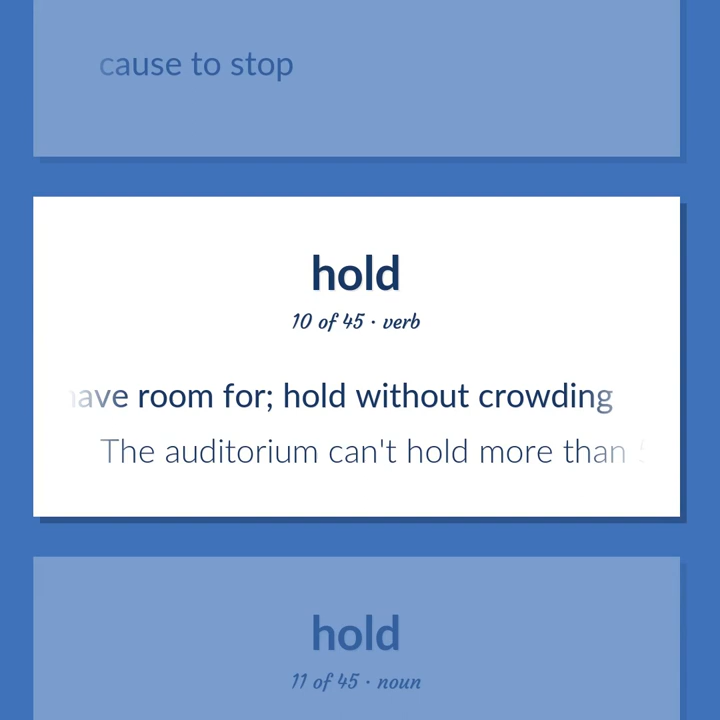 cause to stop
hold
10 of 45 · verb
have room for; hold without crowding
The auditorium can't hold more than
hold
11 of 45 · noun